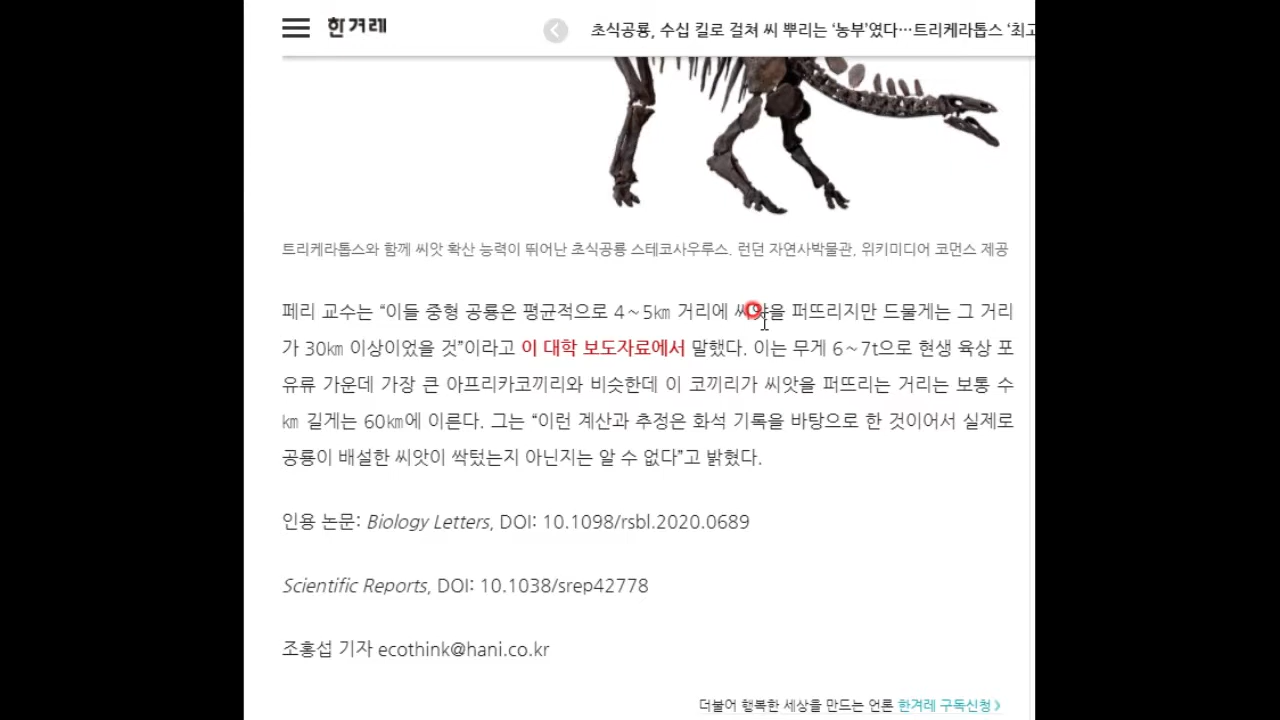 한겨레
초식공룡, 수십 킬로 걸쳐 씨 뿌리는 ‘농부’였다…트리케라톱스 ‘최고
트리케라톱스와 함께 씨앗 확산 능력이 뛰어난 초식공룡 스테코사우루스. 런던 자연사박물관, 위키미디어 코먼스 제공
페리 교수는 “이들 중형 공룡은 평균적으로 4～5㎞ 거리에 씨앗을 퍼뜨리지만 드물게는 그 거리
가 30㎞ 이상이었을 것”이라고 이 대학 보도자료에서 말했다. 이는 무게 6～7t으로 현생 육상 포
유류 가운데 가장 큰 아프리카코끼리와 비슷한데 이 코끼리가 씨앗을 퍼뜨리는 거리는 보통 수
㎞ 길게는 60㎞에 이른다. 그는 “이런 계산과 추정은 화석 기록을 바탕으로 한 것이어서 실제로
공룡이 배설한 씨앗이 싹텄는지 아닌지는 알 수 없다”고 밝혔다.
인용 논문: Biology Letters, DOI: 10.1098/rsbl.2020.0689
Scientific Reports, DOI: 10.1038/srep42778
조홍섭 기자 ecothink@hani.co.kr
더불어 행복한 세상을 만드는 언론 한겨레 구독신청 》